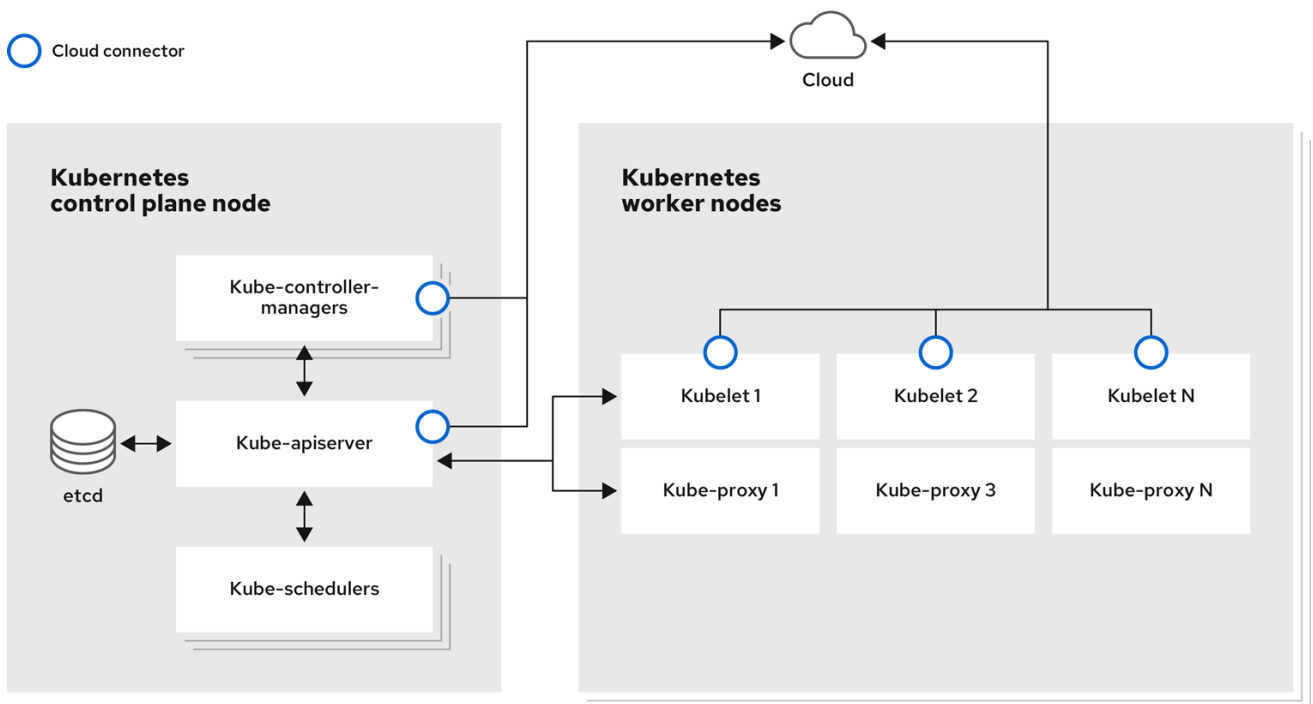 Cloud connector
Cloud
Kubernetes
control plane node
Kube-controller-
managers
Kube-apiserver
etcd
Kube-schedulers
Kubernetes
worker nodes
Kubelet 1
Kubelet 2
Kubelet N
Kube-proxy 1
Kube-proxy 3
Kube-proxy N